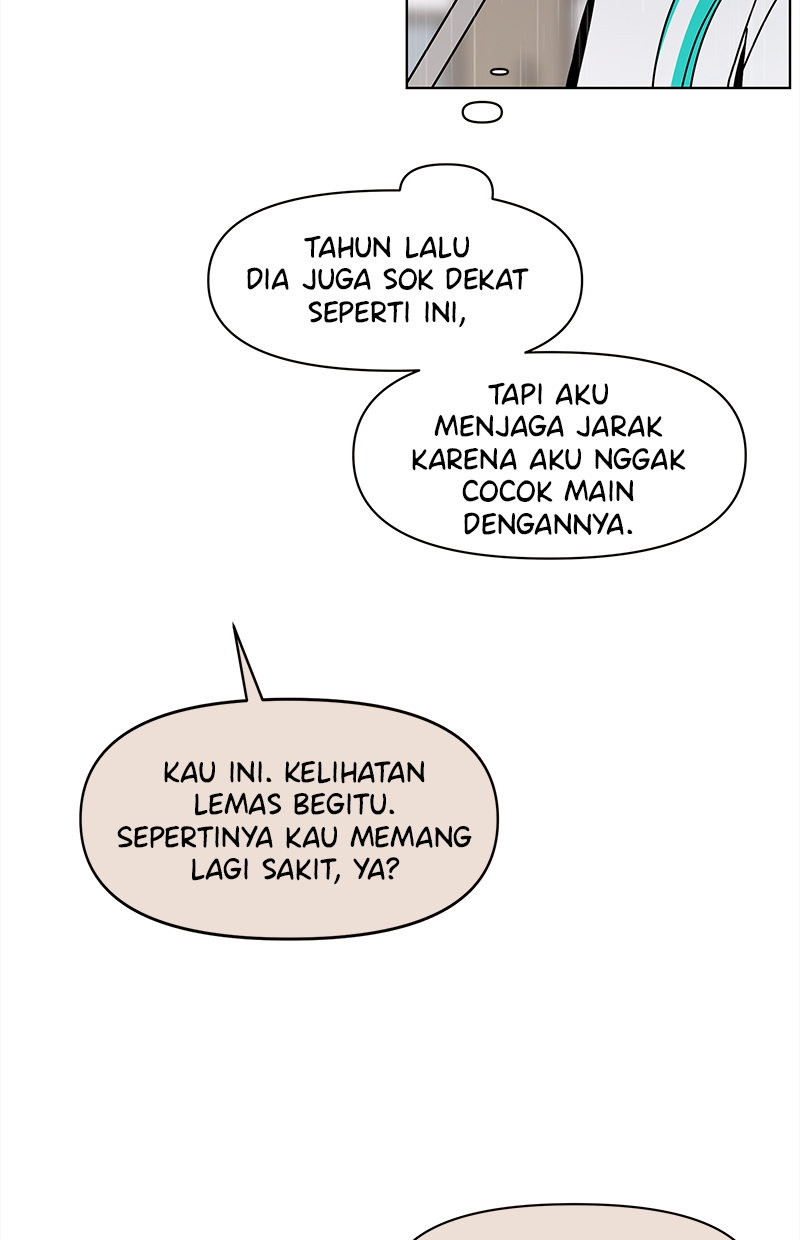 TAHUN LALU
DIA JUGA SOK DEKAT
SEPERTI INI,
TAPI AKU
MENJAGA JARAK
KARENA AKU NGGAK
COCOK MAIN
DENGANNYA.
KAU INI. KELIHATAN
LEMAS BEGITU.
SEPERTINYA KAU MEMANG
LAGI SAKIT, YA?